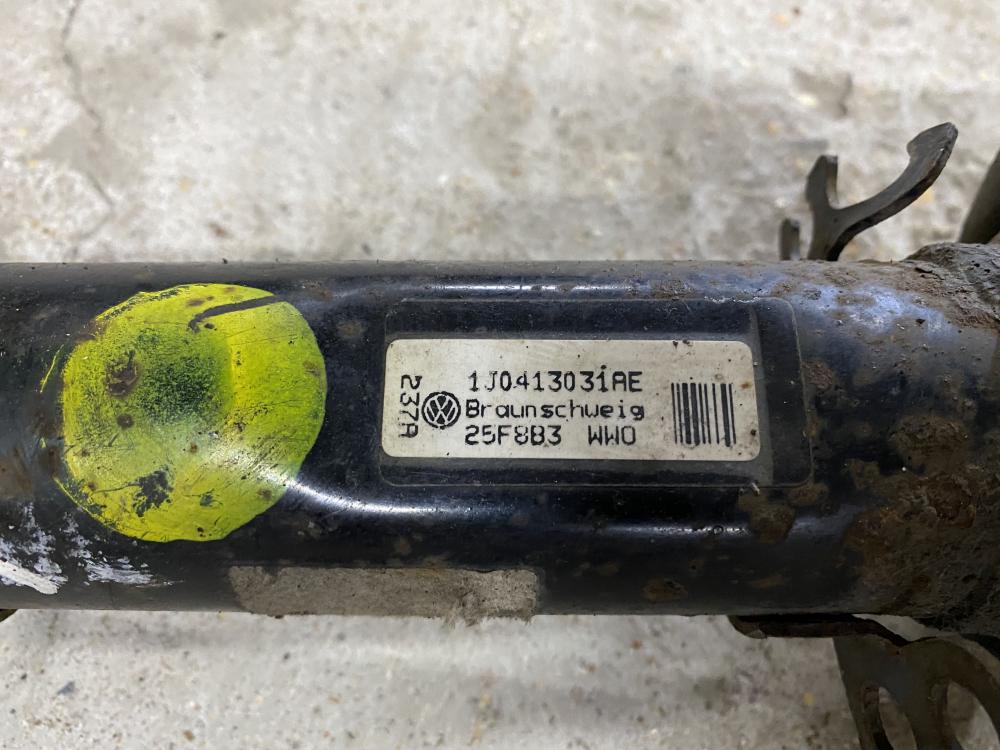 1J0413031AE
Braunschweig
25F8B3 WWO
237A